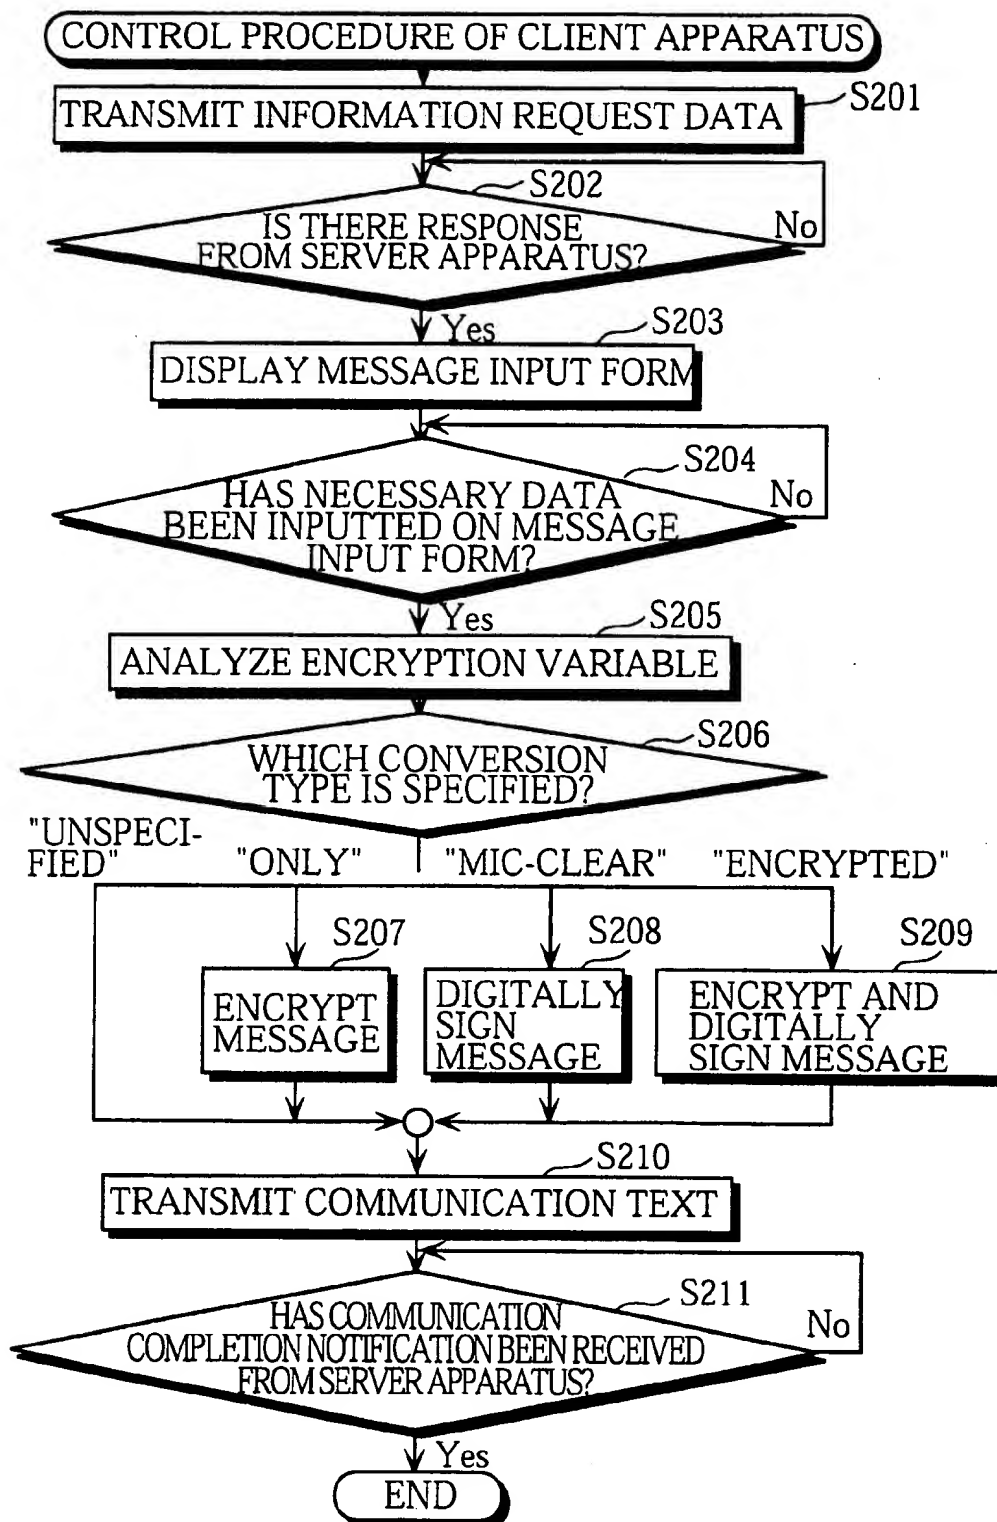 CONTROL PROCEDURE OF CLIENT APPARATUS
TRANSMIT INFORMATION REQUEST DATA
S201
S202
IS THERE RESPONSE
FROM SERVER APPARATUS?
No
Yes
S203
DISPLAY MESSAGE INPUT FORM
S204
HAS NECESSARY DATA
BEEN INPUTTED ON MESSAGE
INPUT FORM?
No
Yes
S205
ANALYZE ENCRYPTION VARIABLE
S206
WHICH CONVERSION
TYPE IS SPECIFIED?
"UNSPECI-
FIED"
"ONLY"
"MIC-CLEAR"
"ENCRYPTED"
S207
S208
S209
ENCRYPT
MESSAGE
DIGITALLY
SIGN
MESSAGE
ENCRYPT AND
DIGITALLY
SIGN MESSAGE
S210
TRANSMIT COMMUNICATION TEXT
S211
HAS COMMUNICATION
COMPLETION NOTIFICATION BEEN RECEIVED
FROM SERVER APPARATUS?
No
Yes
END